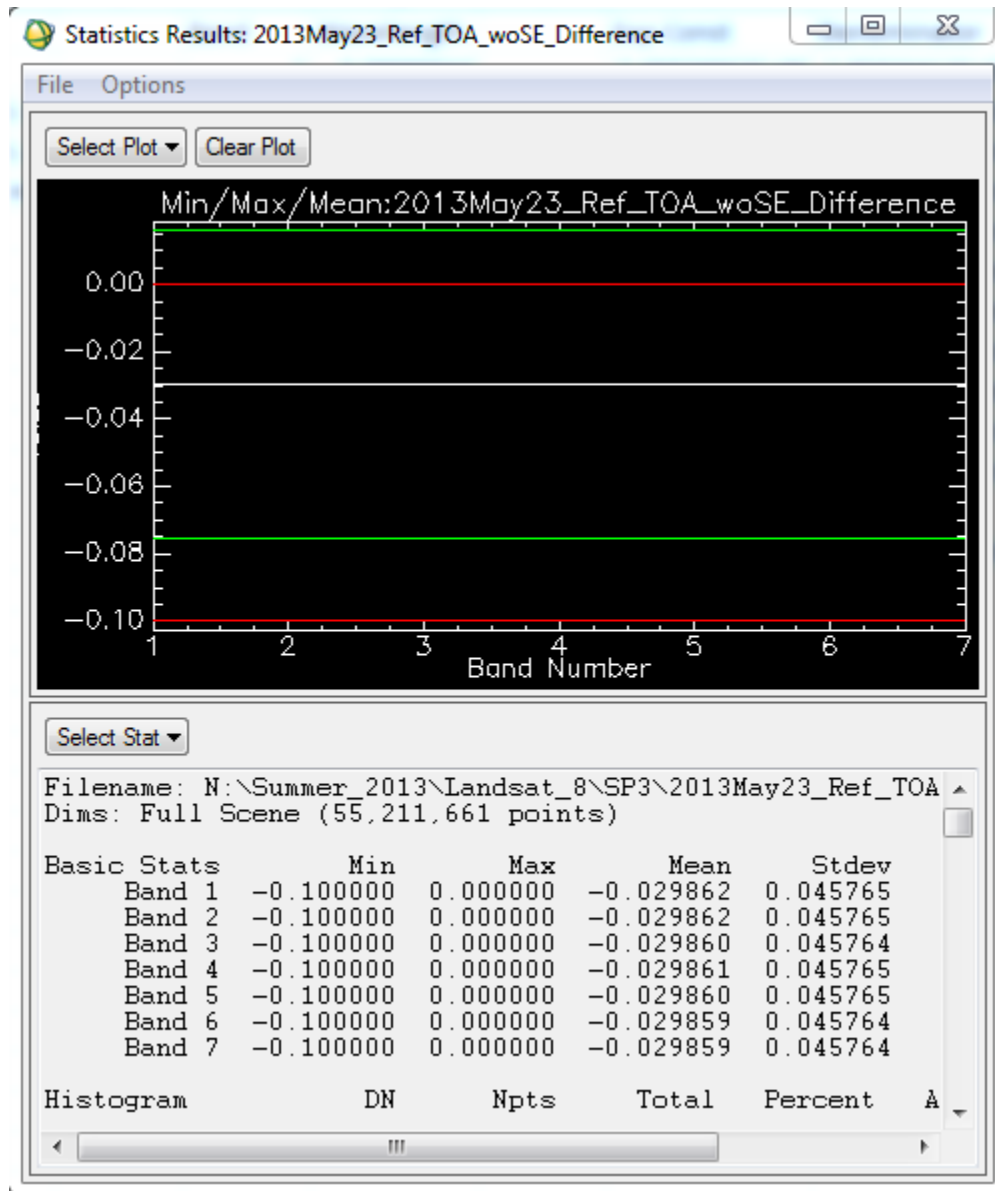 Statistics Results: 2013May23_Ref_TOA_woSE_Difference
File Options
Select Plot Clear Plot
Min/Max/Mean:2013May23_Ref_TOA_woSE_Difference
0.00
−0.02
−0.04
−0.06
−0.08
−0.10
1 2 3 4 5 6 7
Band Number
Select Stat
Filename: N:\Summer_2013\Landsat_8\SP3\2013May23_Ref_TOA
Dims: Full Scene (55,211,661 points)
Basic Stats Min Max Mean Stdev
Band 1 -0.100000 0.000000 -0.029862 0.045765
Band 2 -0.100000 0.000000 -0.029862 0.045765
Band 3 -0.100000 0.000000 -0.029860 0.045764
Band 4 -0.100000 0.000000 -0.029861 0.045765
Band 5 -0.100000 0.000000 -0.029860 0.045765
Band 6 -0.100000 0.000000 -0.029859 0.045764
Band 7 -0.100000 0.000000 -0.029859 0.045764
Histogram DN Npts Total Percent A